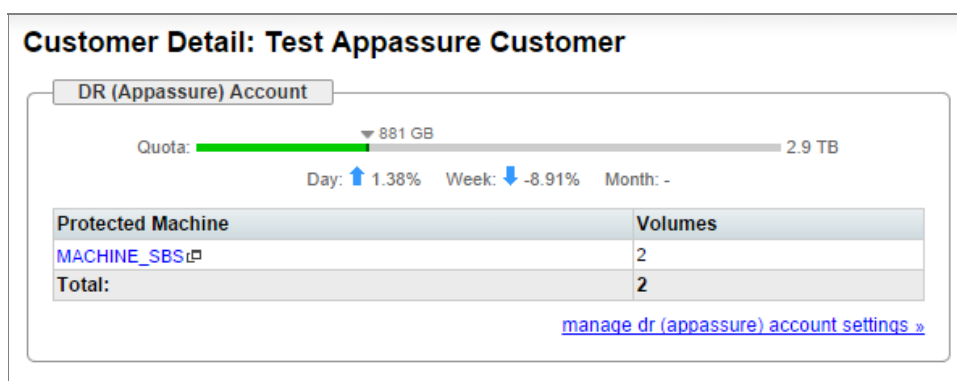 Customer Detail: Test Appassure Customer
DR (Appassure) Account
881 GB
Quota: 2.9 TB
Day: 1.38% Week: -8.91% Month: -
Protected Machine Volumes
MACHINE_SBS 2
Total: 2
manage dr (appassure) account settings »